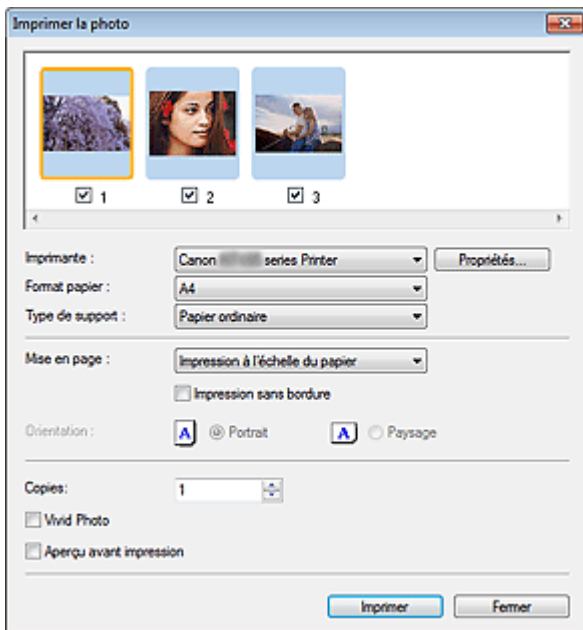 Imprimer la photo
1
2
3
Imprimante :
Canon series Printer
Propriétés...
Format papier :
A4
Type de support :
Papier ordinaire
Mise en page :
Impression à l'échelle du papier
Impression sans bordure
Orientation :
A
Portrait
A
Paysage
Copies:
1
Vivid Photo
Aperçu avant impression
Imprimer
Fermer